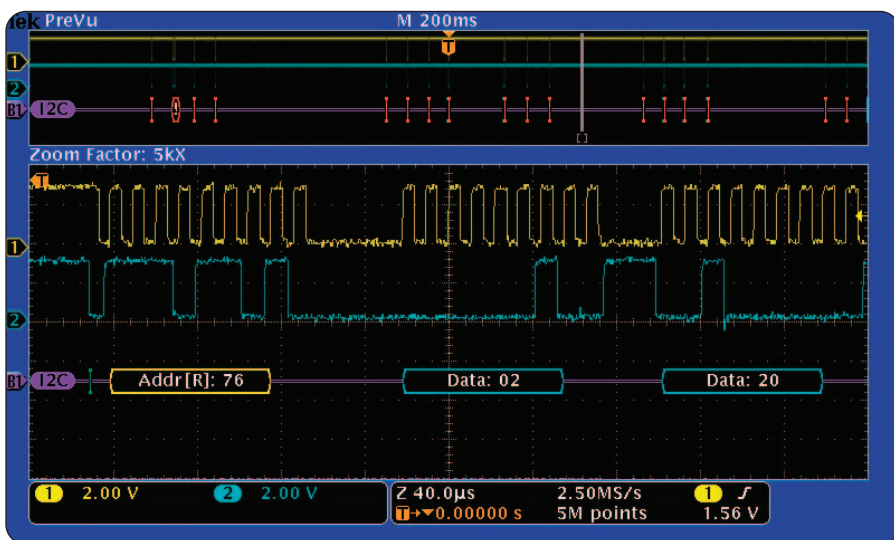 Tek PreVu M 200ms
T
1
2
B1 I2C
[ ]
Zoom Factor: 5kX
T
1
2
B1 I2C Addr[R]: 76 Data: 02 Data: 20
1 2.00 V 2 2.00 V Z 40.0µs 2.50MS/s 1
T→▼0.00000 s 5M points 1.56 V